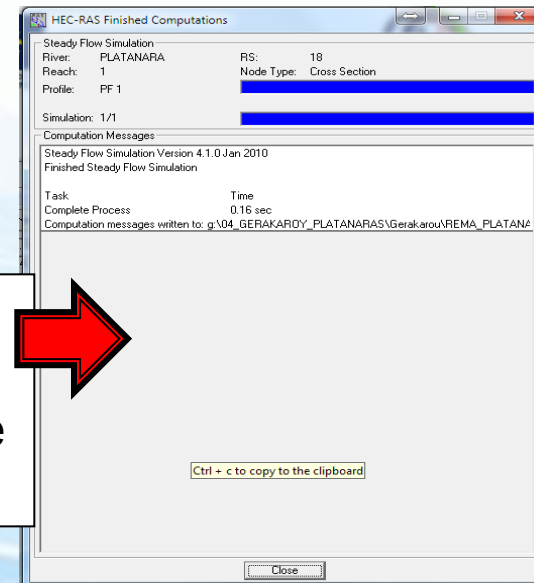 HEC-RAS Finished Computations
Steady Flow Simulation
River: PLATANARA RS: 18
Reach: 1 Node Type: Cross Section
Profile: PF 1
Simulation: 1/1
Computation Messages
Steady Flow Simulation Version 4.1.0 Jan 2010
Finished Steady Flow Simulation
Task Time
Complete Process 0.16 sec
Computation messages written to: g:\04_GERAKAROY_PLATANARAS\Gerakarou\REMA_PLATANA
Ctrl + c to copy to the clipboard
Close